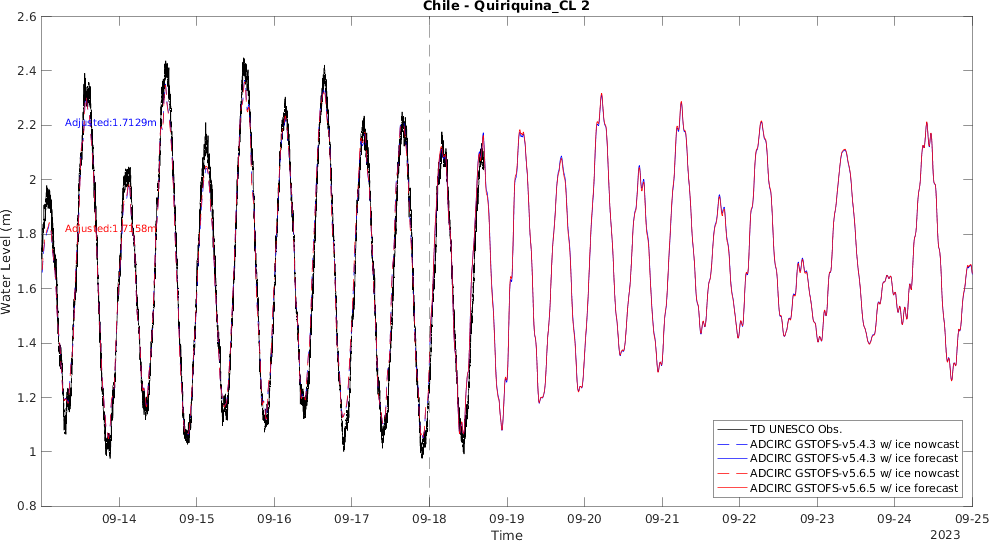 Chile - Quiriquina_CL 2
2.6
2.4
2.2
2
1.8
1.6
1.4
1.2
1
0.8
Water Level (m)
Adjusted:1.7129m
Adjusted:1.7158m
TD UNESCO Obs.
ADCIRC GSTOFS-v5.4.3 w/ ice nowcast
ADCIRC GSTOFS-v5.4.3 w/ ice forecast
ADCIRC GSTOFS-v5.6.5 w/ ice nowcast
ADCIRC GSTOFS-v5.6.5 w/ ice forecast
09-14 09-15 09-16 09-17 09-18 09-19 09-20 09-21 09-22 09-23 09-24 09-25
Time
2023